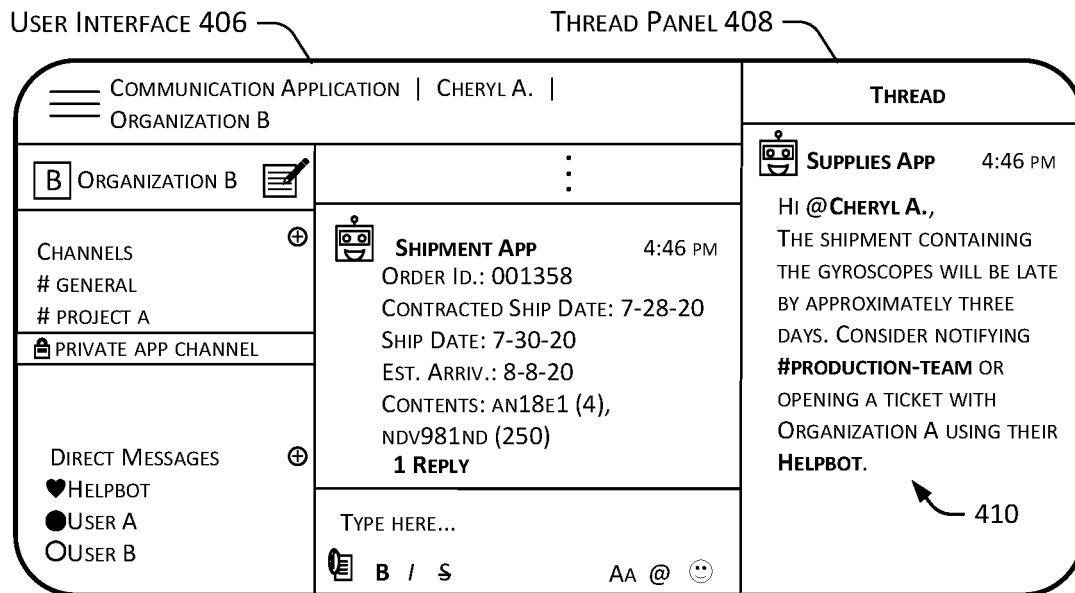 User Interface 406
Thread Panel 408
Communication Application | Cheryl A. |
Organization B
B Organization B
Channels
# general
# project a
private app channel
Direct Messages
Helpbot
User A
User B
Shipment App 4:46 pm
Order Id.: 001358
Contracted Ship Date: 7-28-20
Ship Date: 7-30-20
Est. Arriv.: 8-8-20
Contents: an18e1 (4),
ndv981nd (250)
1 Reply
Type here...
B I S Aa @
Thread
Supplies App 4:46 pm
Hi @Cheryl A.,
The shipment containing
the gyroscopes will be late
by approximately three
days. Consider notifying
#production-team or
opening a ticket with
Organization A using their
Helpbot.
410